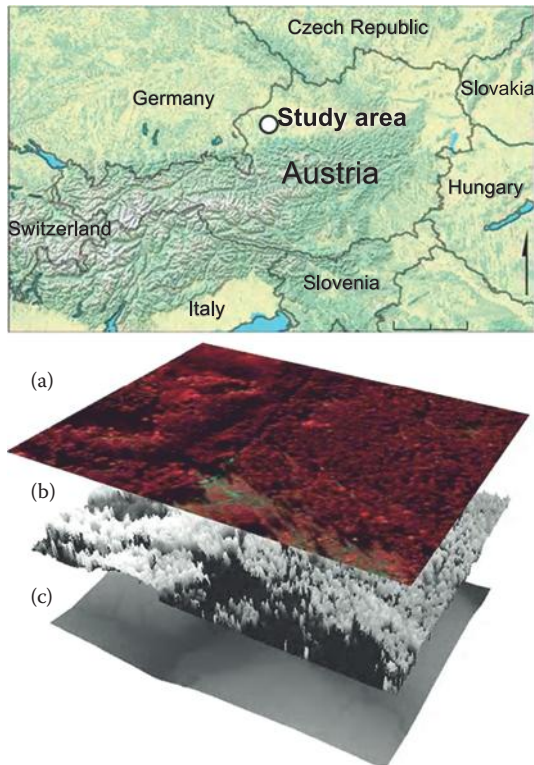 Czech Republic
Slovakia
Germany
Study area
Austria
Hungary
Switzerland
Slovenia
Italy
(a)
(b)
(c)